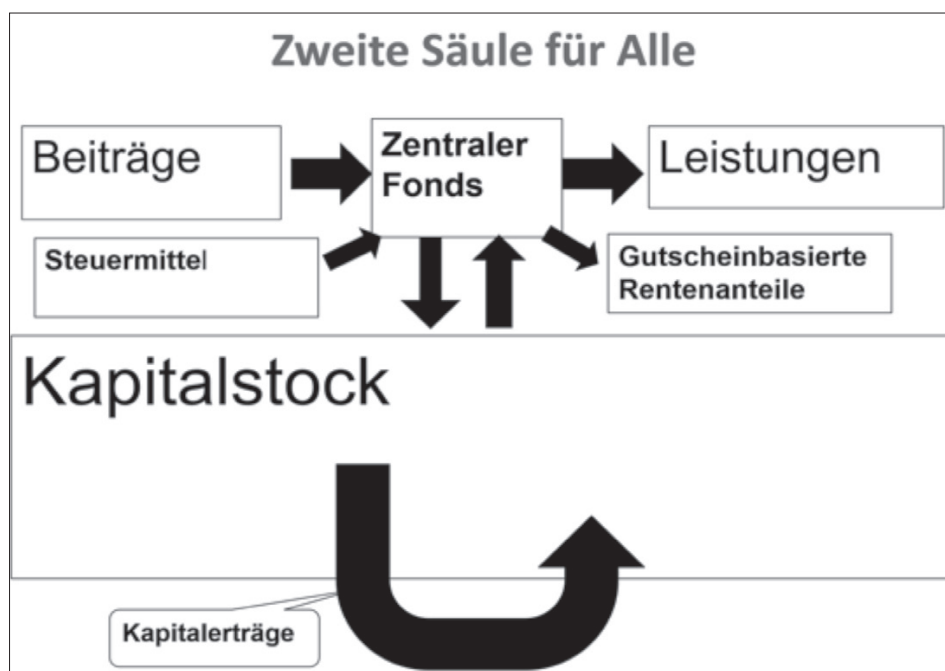 Zweite Säule für Alle
Beiträge
Zentraler
Fonds
Leistungen
Steuermittel
Gutscheinbasierte
Rentenanteile
Kapitalstock
Kapitalerträge